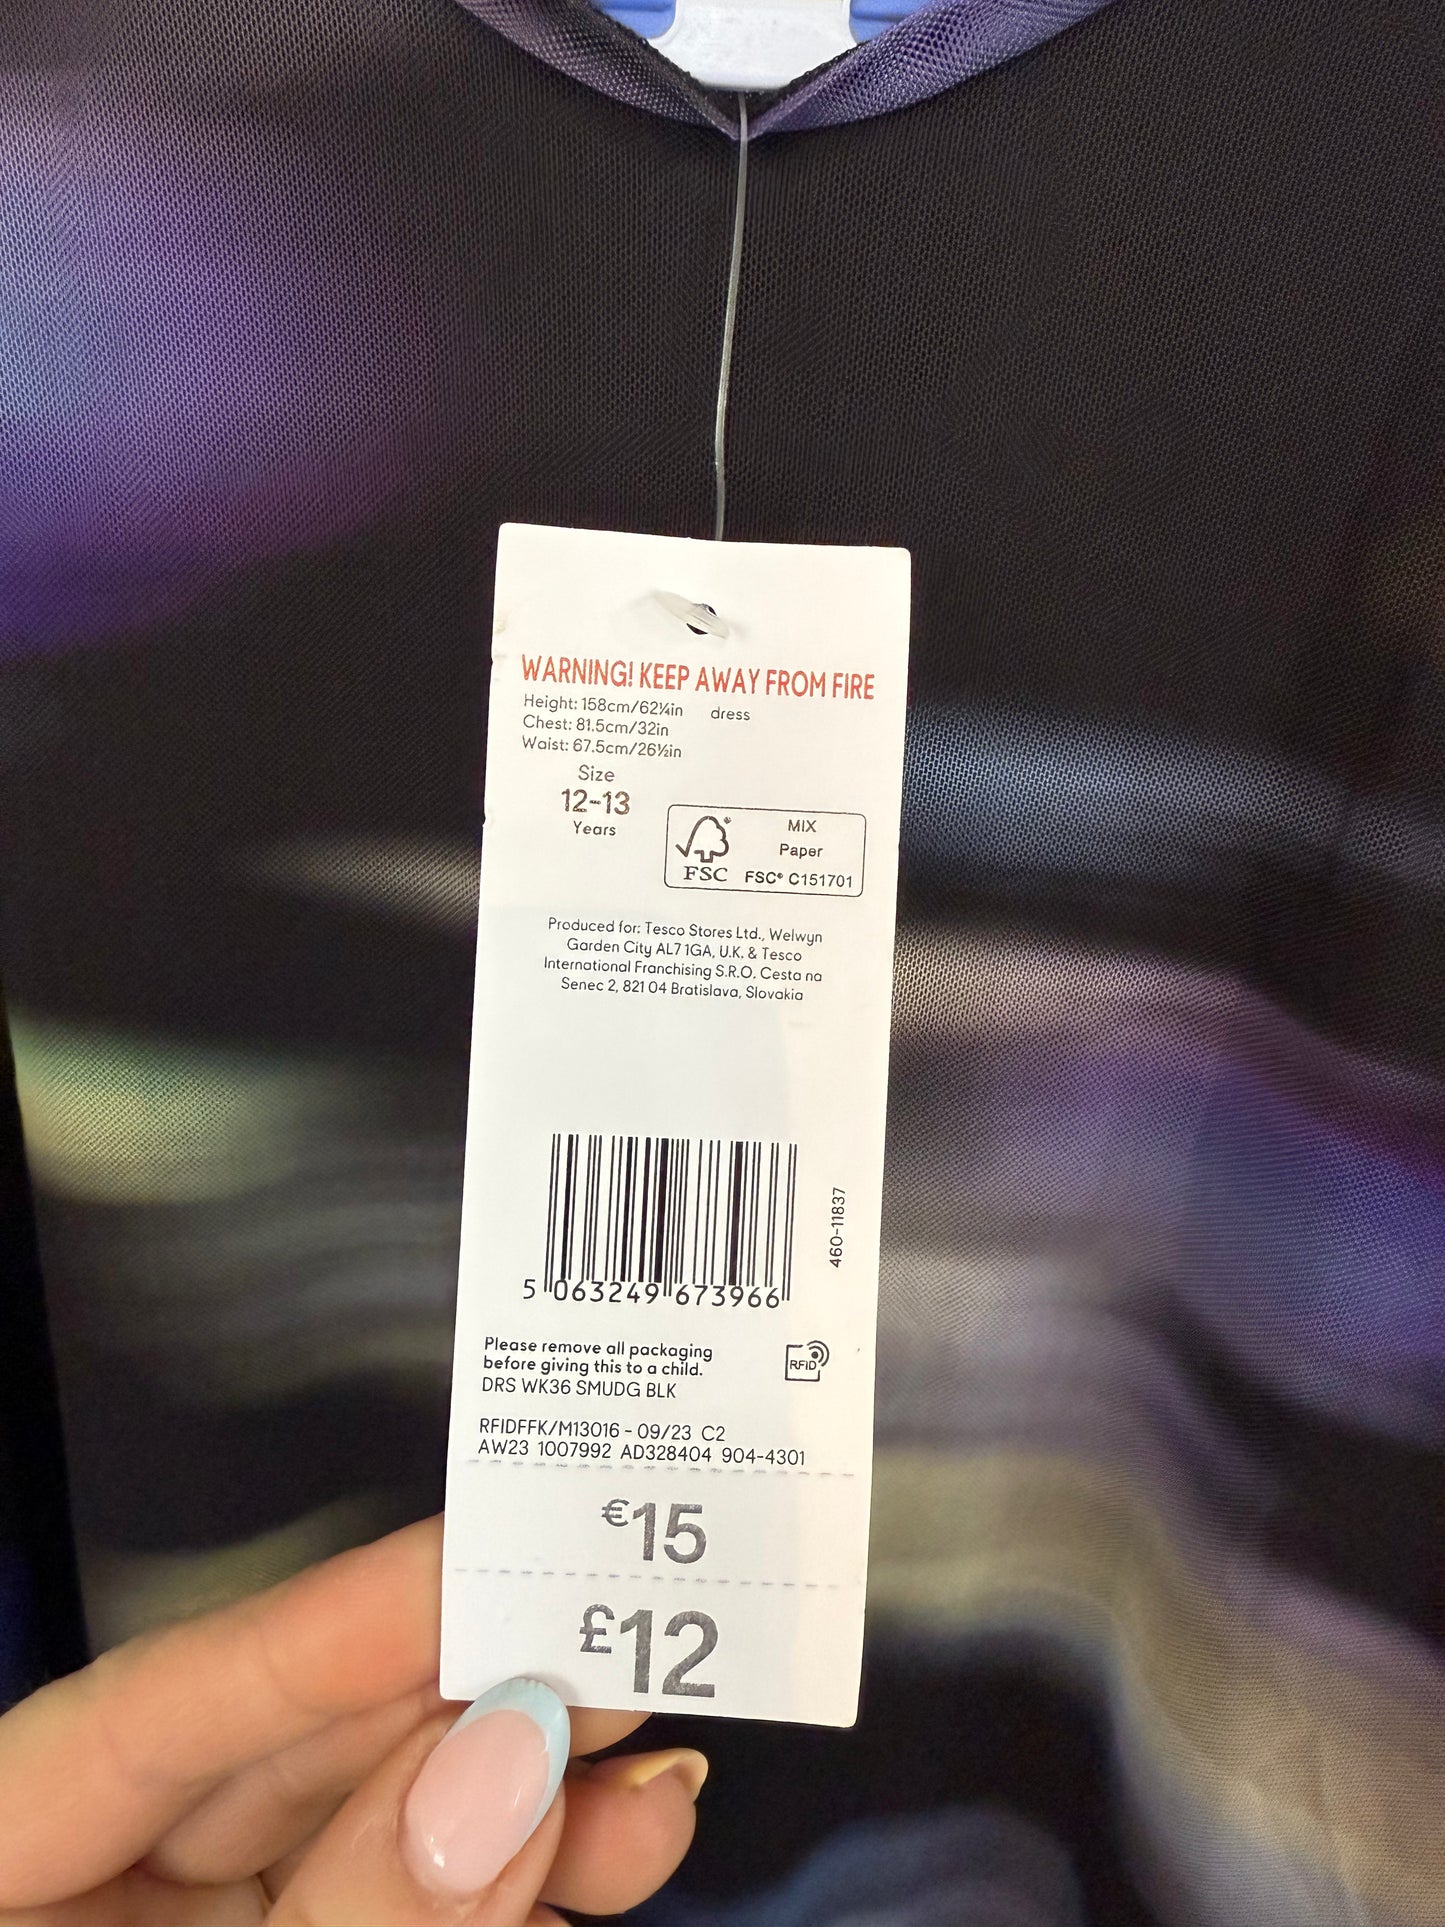 WARNING! KEEP AWAY FROM FIRE
Height: 158cm/62¼in dress
Chest: 81.5cm/32in
Waist: 67.5cm/26½in
Size
12-13
Years
MIX
Paper
FSC FSC® C151701
Produced for: Tesco Stores Ltd., Welwyn
Garden City AL7 1GA, U.K. & Tesco
International Franchising S.R.O. Cesta na
Senec 2, 821 04 Bratislava, Slovakia
460-11837
5 063249 673966
Please remove all packaging
before giving this to a child.
RFID
DRS WK36 SMUDG BLK
RFIDFFK/M13016 - 09/23 C2
AW23 1007992 AD328404 904-4301
€15
£12